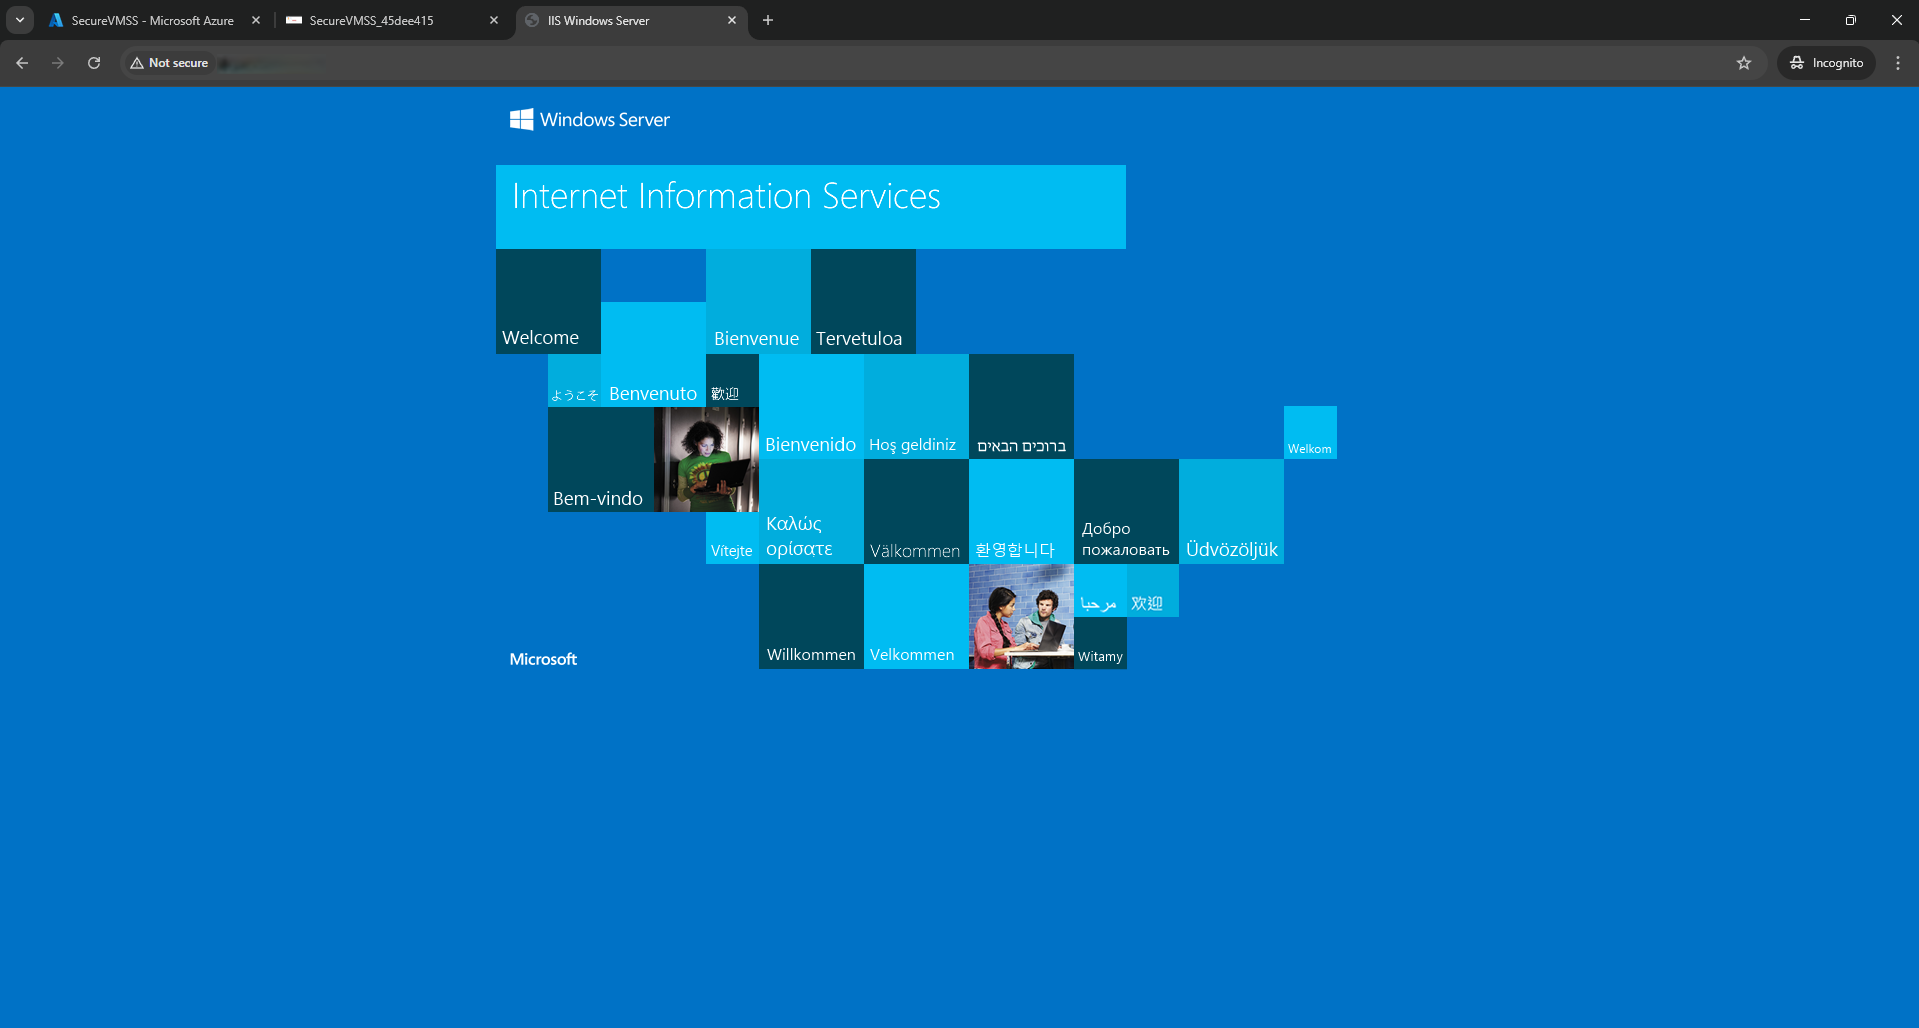 SecureVMSS - Microsoft Azure
SecureVMSS_45dee415
IIS Windows Server
Not secure
Incognito
Windows Server
Internet Information Services
Welcome
Bienvenue
Tervetuloa
ようこそ
Benvenuto
歡迎
Bienvenido
Hoş geldiniz
ברוכים הבאים
Welkom
Bem-vindo
Vítejte
Καλώς
ορίσατε
Välkommen
환영합니다
Добро
пожаловать
Üdvözöljük
Willkommen
Velkommen
مرحبا
欢迎
Witamy
Microsoft